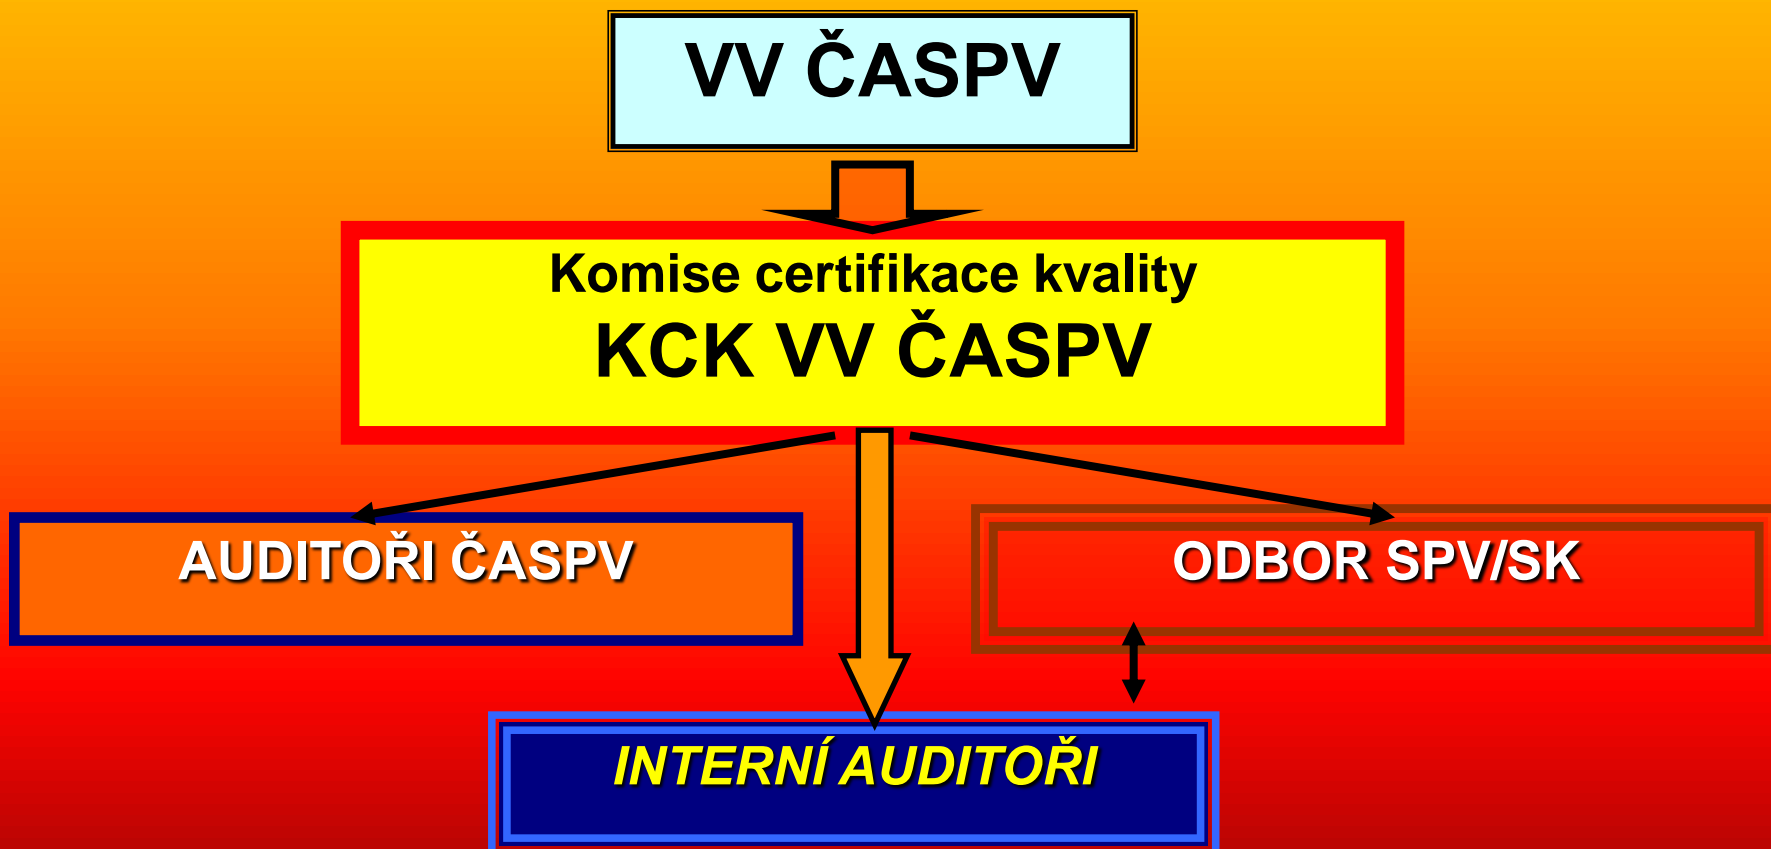 VV ČASPV
Komise certifikace kvality
KCK VV ČASPV
AUDITOŘI ČASPV
ODBOR SPV/SK
INTERNÍ AUDITOŘI